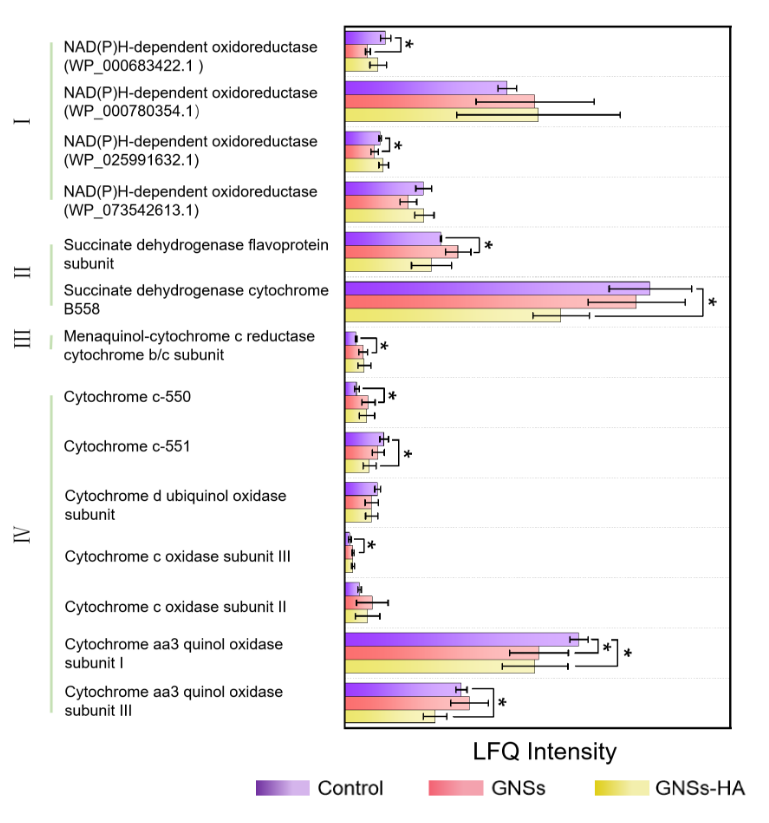 I
NAD(P)H-dependent oxidoreductase
(WP_000683422.1 )
*
NAD(P)H-dependent oxidoreductase
(WP_000780354.1)
NAD(P)H-dependent oxidoreductase
(WP_025991632.1)
*
NAD(P)H-dependent oxidoreductase
(WP_073542613.1)
II
Succinate dehydrogenase flavoprotein
subunit
*
Succinate dehydrogenase cytochrome
B558
*
III
Menaquinol-cytochrome c reductase
cytochrome b/c subunit
*
IV
Cytochrome c-550
*
Cytochrome c-551
*
Cytochrome d ubiquinol oxidase
subunit
Cytochrome c oxidase subunit III
*
Cytochrome c oxidase subunit II
Cytochrome aa3 quinol oxidase
subunit I
* *
Cytochrome aa3 quinol oxidase
subunit III
*
LFQ Intensity
Control GNSs GNSs-HA